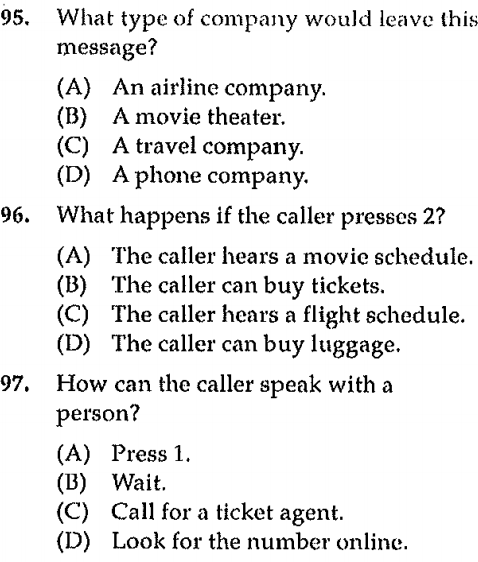 95. What type of company would leave this
message?
(A) An airline company.
(B) A movie theater.
(C) A travel company.
(D) A phone company.
96. What happens if the caller presses 2?
(A) The caller hears a movie schedule.
(B) The caller can buy tickets.
(C) The caller hears a flight schedule.
(D) The caller can buy luggage.
97. How can the caller speak with a
person?
(A) Press 1.
(B) Wait.
(C) Call for a ticket agent.
(D) Look for the number online.